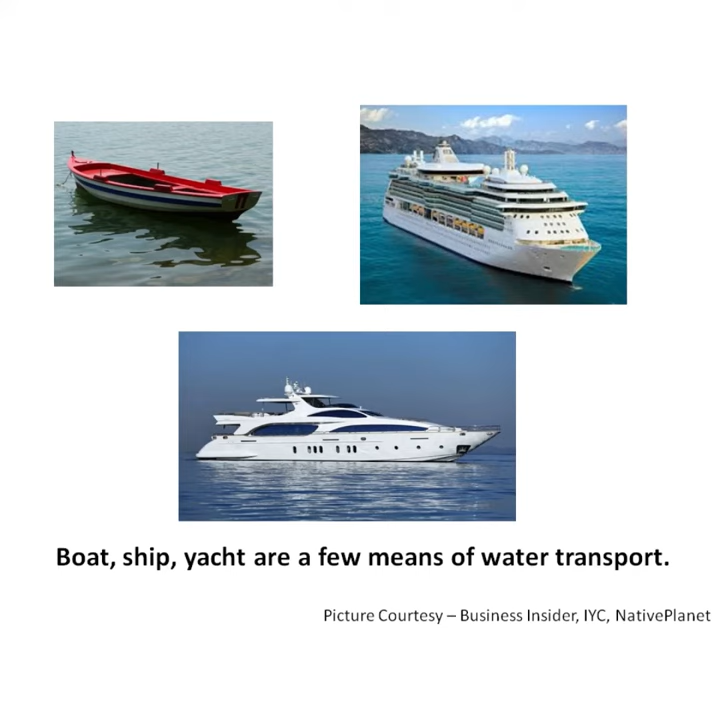 Boat, ship, yacht are a few means of water transport.
Picture Courtesy – Business Insider, IYC, NativePlanet